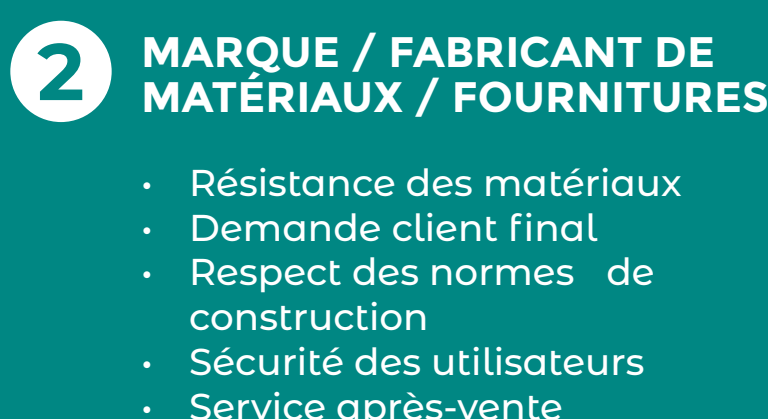 2
MARQUE / FABRICANT DE
MATÉRIAUX / FOURNITURES
• Résistance des matériaux
• Demande client final
• Respect des normes de
construction
• Sécurité des utilisateurs
• Service après-vente